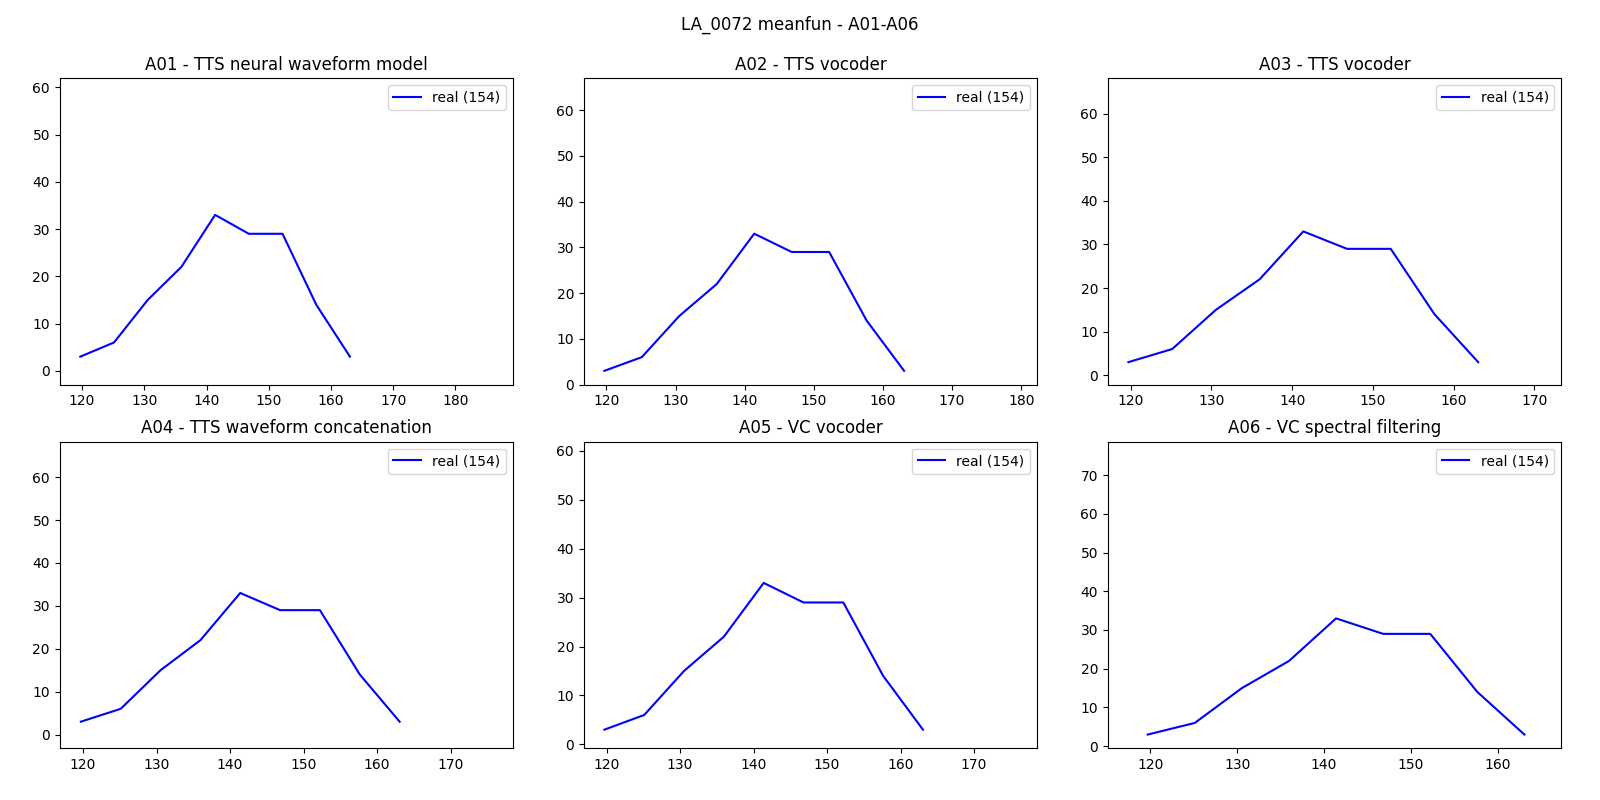 LA_0072 meanfun - A01-A06
A01 - TTS neural waveform model
real (154)
60
50
40
30
20
10
0
120 130 140 150 160 170 180
A02 - TTS vocoder
real (154)
60
50
40
30
20
10
0
120 130 140 150 160 170 180
A03 - TTS vocoder
real (154)
60
50
40
30
20
10
0
120 130 140 150 160 170
A04 - TTS waveform concatenation
real (154)
60
50
40
30
20
10
0
120 130 140 150 160 170
A05 - VC vocoder
real (154)
60
50
40
30
20
10
0
120 130 140 150 160 170
A06 - VC spectral filtering
real (154)
70
60
50
40
30
20
10
0
120 130 140 150 160